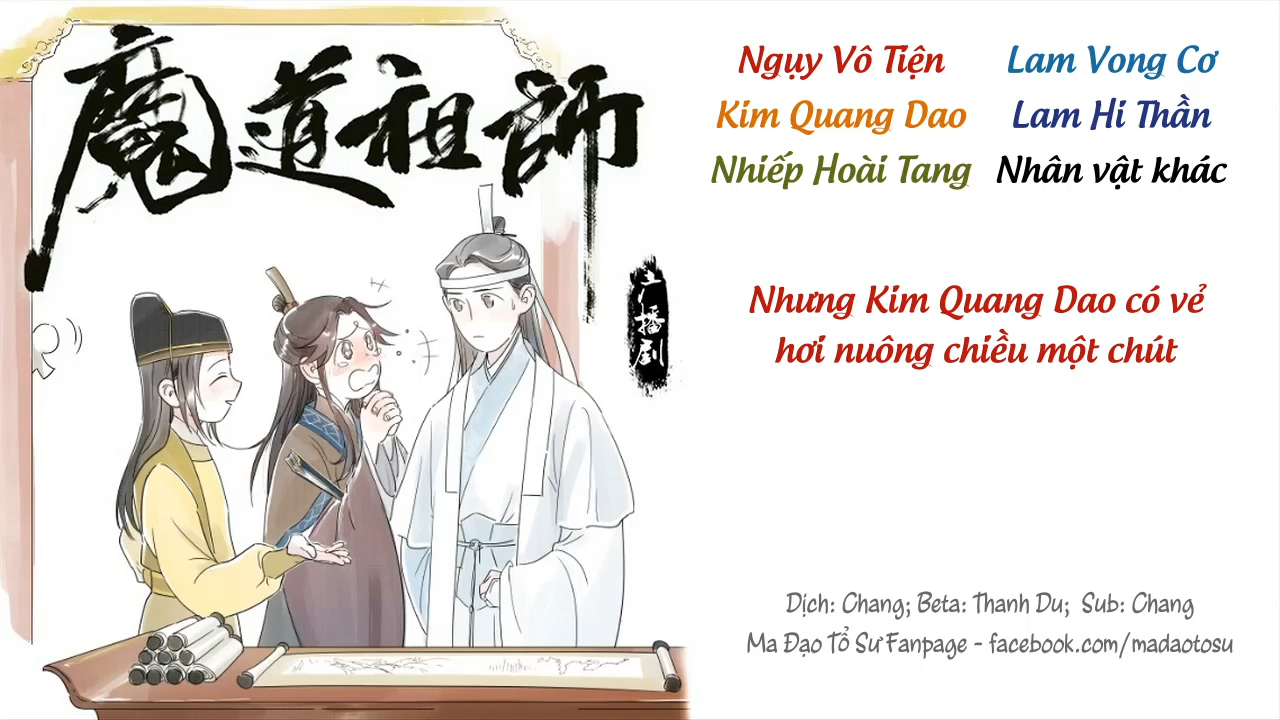 魔道祖師
广播剧
Ngụy Vô Tiện Lam Vong Cơ
Kim Quang Dao Lam Hi Thần
Nhiếp Hoài Tang Nhân vật khác
Nhưng Kim Quang Dao có vẻ
hơi nuông chiều một chút
Dịch: Chang; Beta: Thanh Du; Sub: Chang
Ma Đạo Tổ Sư Fanpage - facebook.com/madaotosu